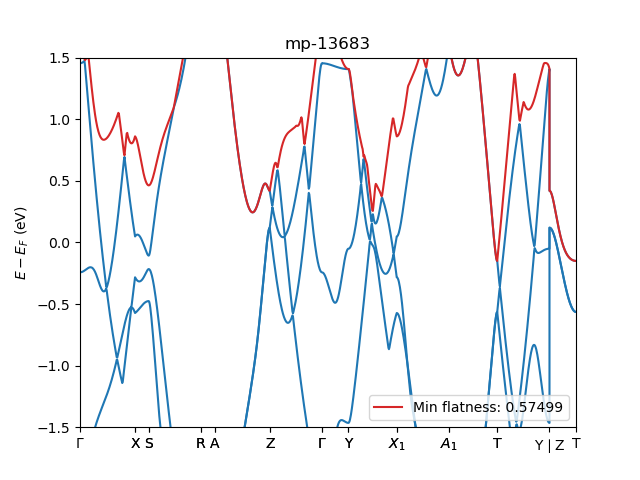 mp-13683
1.5
1.0
0.5
0.0
−0.5
−1.0
−1.5
E − E_F (eV)
Min flatness: 0.57499
Γ X S R A Z Γ Y X₁ A₁ T Y | Z T